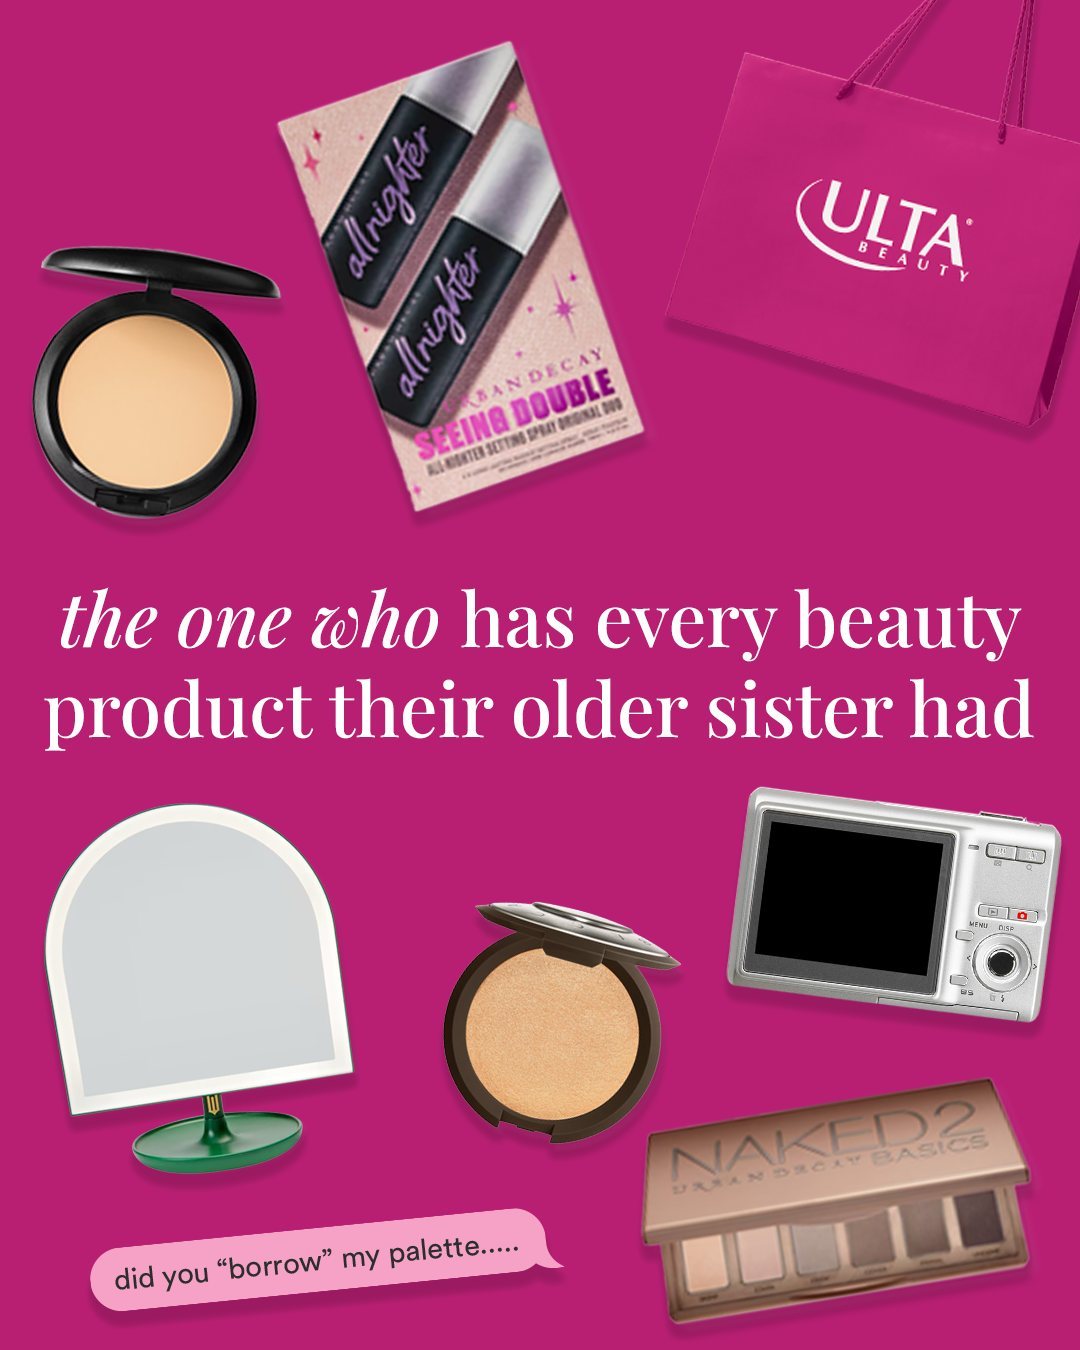 allnighter
allnighter
URBAN DECAY
SEEING DOUBLE
ALL-NIGHTER SETTING SPRAY ORIGINAL DUO
ULTA
BEAUTY
the one who has every beauty
product their older sister had
MENU DISP
NAKED2
URBAN DECAY BASICS
did you “borrow” my palette.....